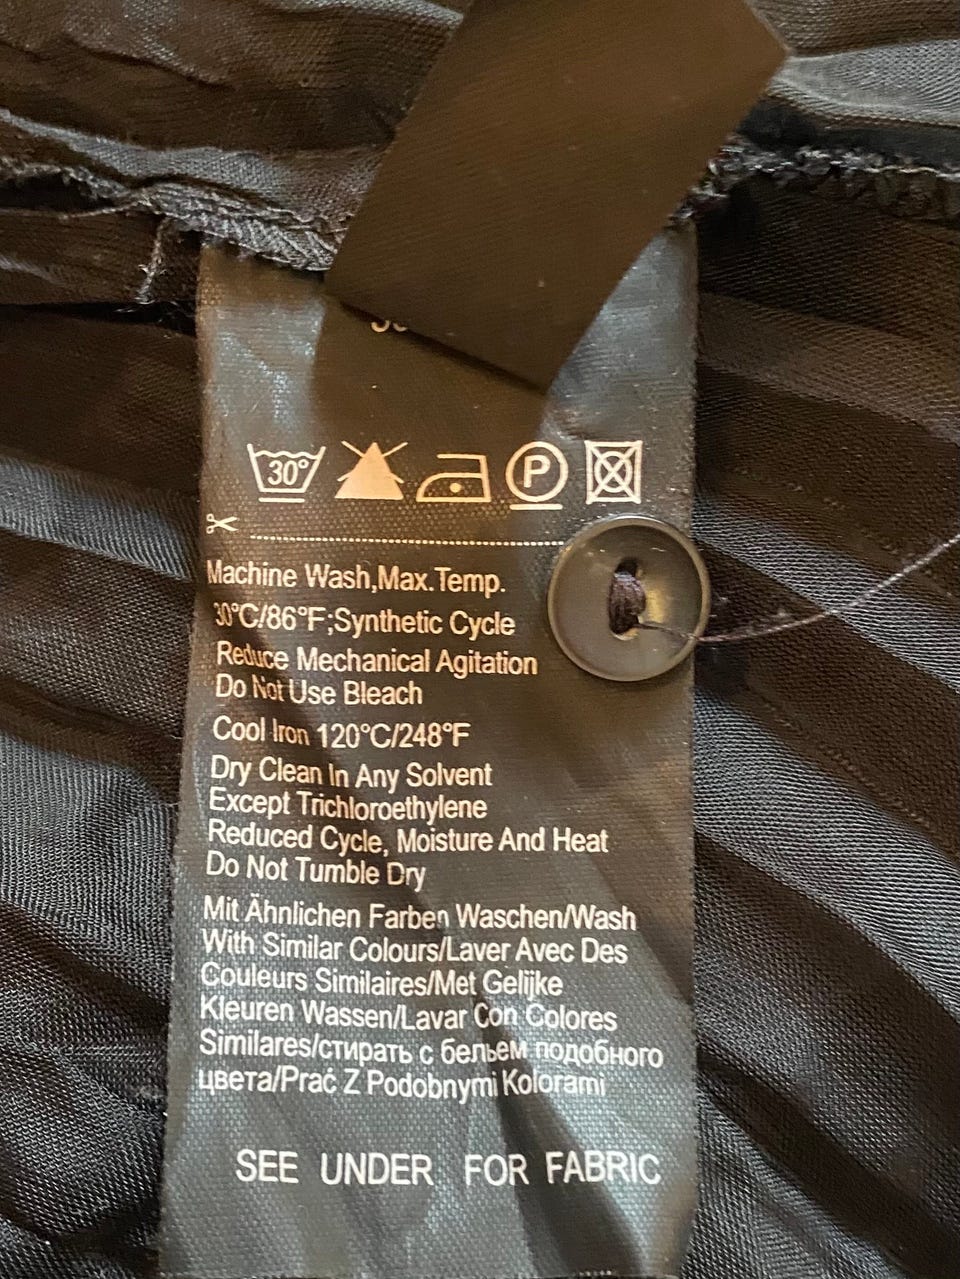 30°
P
Machine Wash,Max.Temp.
30°C/86°F;Synthetic Cycle
Reduce Mechanical Agitation
Do Not Use Bleach
Cool Iron 120°C/248°F
Dry Clean In Any Solvent
Except Trichloroethylene
Reduced Cycle, Moisture And Heat
Do Not Tumble Dry
Mit Ähnlichen Farben Waschen/Wash
With Similar Colours/Laver Avec Des
Couleurs Similaires/Met Gelijke
Kleuren Wassen/Lavar Con Colores
Similares/стирать с бельем подобного
цвета/Prać Z Podobnymi Kolorami
SEE UNDER FOR FABRIC